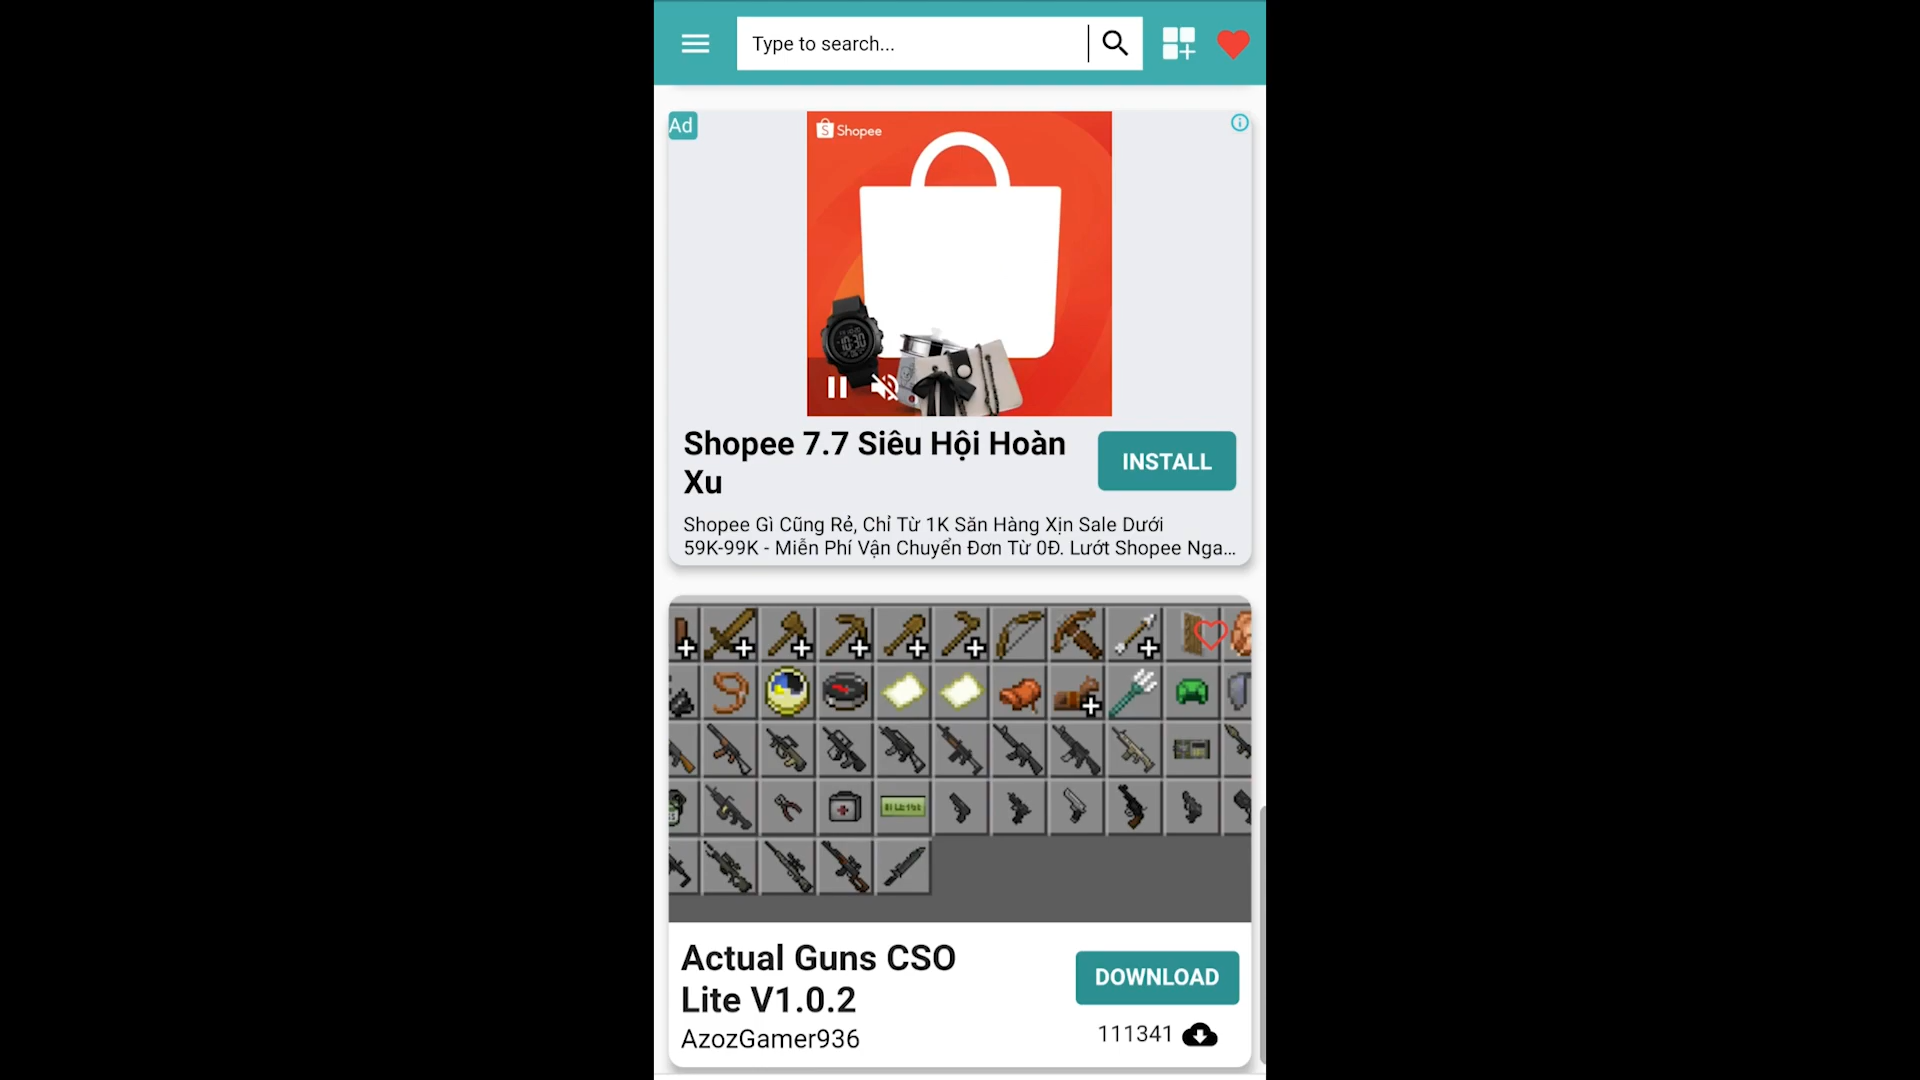 Type to search...
Ad
Shopee
10:30
Shopee 7.7 Siêu Hội Hoàn
Xu
INSTALL
Shopee Gì Cũng Rẻ, Chỉ Từ 1K Săn Hàng Xịn Sale Dưới
59K-99K - Miễn Phí Vận Chuyển Đơn Từ 0Đ. Lướt Shopee Nga...
Actual Guns CSO
Lite V1.0.2
DOWNLOAD
AzozGamer936
111341